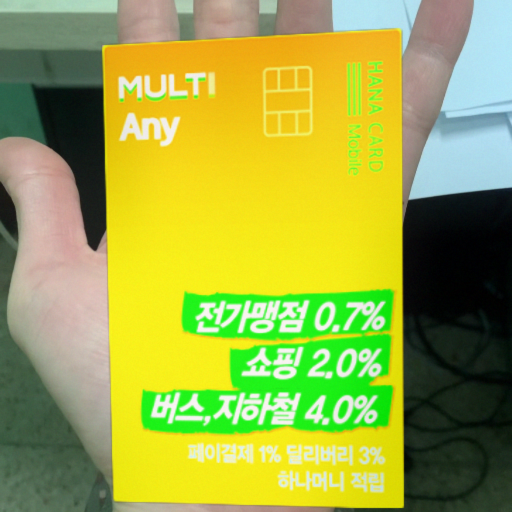 MULTI
Any
HANA CARD
Mobile
전가맹점 0.7%
쇼핑 2.0%
버스,지하철 4.0%
페이결제 1% 딜리버리 3%
하나머니 적립